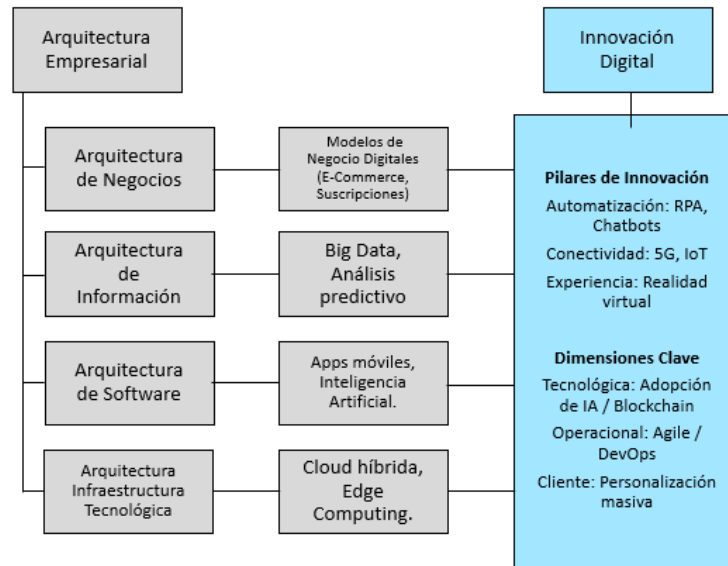 Arquitectura
Empresarial
Innovación
Digital
Arquitectura
de Negocios
Modelos de
Negocio Digitales
(E-Commerce,
Suscripciones)
Arquitectura
de
Información
Big Data,
Análisis
predictivo
Arquitectura
de Software
Apps móviles,
Inteligencia
Artificial.
Arquitectura
Infraestructura
Tecnológica
Cloud híbrida,
Edge
Computing.
Pilares de Innovación
Automatización: RPA,
Chatbots
Conectividad: 5G, IoT
Experiencia: Realidad
virtual
Dimensiones Clave
Tecnológica: Adopción
de IA / Blockchain
Operacional: Agile /
DevOps
Cliente: Personalización
masiva